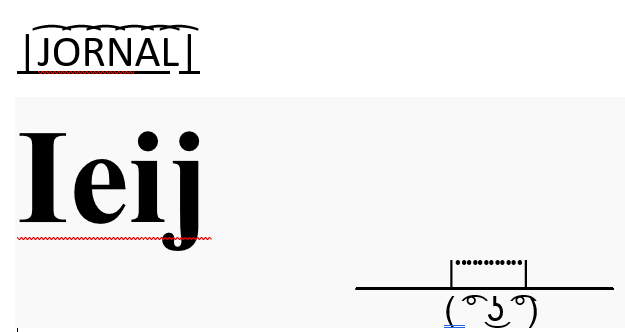 |JORNAL|
Ieij
( ͡° ͜ʖ ͡°)